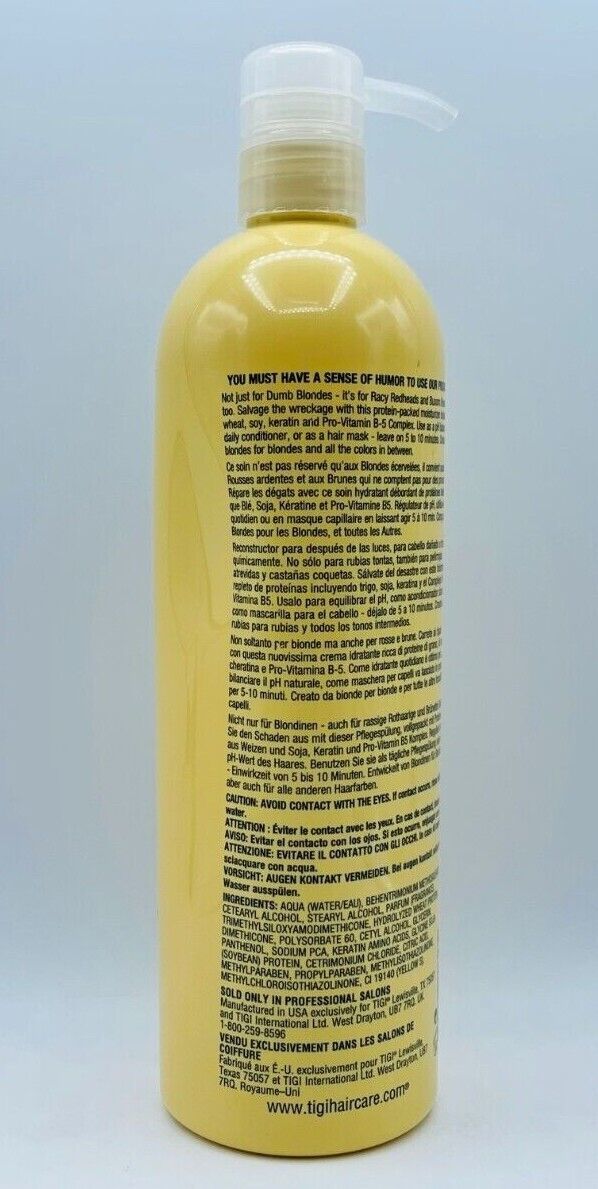 YOU MUST HAVE A SENSE OF HUMOR TO USE OUR
Not just for Dumb Blondes - it's for Racy Redheads and
too. Salvage the wreckage with this protein-packed moisturizer
wheat, soy, keratin and Pro-Vitamin B-5 Complex. Use as a pH
daily conditioner, or as a hair mask - leave on 5 to 10 minutes.
blondes for blondes and all the colors in between.
Ce soin n'est pas réservé qu'aux Blondes écervelées, il convient
Rousses ardentes et aux Brunes qui ne comptent pas pour des
Répare les dégats avec ce soin hydratant débordant de protéines
que Blé, Soja, Kératine et Pro-Vitamine B5. Régulateur de pH,
quotidien ou en masque capillaire en laissant agir 5 à 10 min.
Blondes pour les Blondes, et toutes les Autres.
Reconstructor para después de las luces, para cabello dañado
quimicamente. No sólo para rubias tontas, también para
atrevidas y castañas coquetas. Sálvate del desastre con este
repleto de proteínas incluyendo trigo, soja, keratina y el
Vitamina B5. Usalo para equilibrar el pH, como acondicionador
como mascarilla para el cabello - déjalo de 5 a 10 minutos.
rubias para rubias y todos los tonos intermedios.
Non soltanto per bionde ma anche per rosse e brune.
con questa nuovissima crema idratante ricca di proteine di grano,
cheratina e Pro-Vitamina B-5. Come idratante quotidiano e
bilanciare il pH naturale, come maschera per capelli va lasciata
per 5-10 minuti. Creato da bionde per bionde e per tutte le altre
capelli.
Nicht nur für Blondinen - auch für rassige Rothaarige und
Sie den Schaden aus mit dieser Pflegespülung, vollgepackt mit
aus Weizen und Soja, Keratin und Pro-Vitamin B5 Komplex.
pH-Wert des Haares. Benutzen Sie sie als tägliche Pflegespülung
- Einwirkzeit von 5 bis 10 Minuten. Entwickelt von Blondinen
aber auch für alle anderen Haarfarben.
CAUTION: AVOID CONTACT WITH THE EYES. If contact occurs,
water.
ATTENTION : Éviter le contact avec les yeux. En cas de contact,
AVISO: Evitar el contacto con los ojos. Si esto ocurre,
ATTENZIONE: EVITARE IL CONTATTO CON GLI OCCHI. In caso
sciacquare con acqua.
VORSICHT: AUGEN KONTAKT VERMEIDEN. Bei augen kontakt
Wasser ausspülen.
INGREDIENTS: AQUA (WATER/EAU), BEHENTRIMONIUM
CETEARYL ALCOHOL, STEARYL ALCOHOL, PARFUM FRAGRANCE,
TRIMETHYLSILOXYAMODIMETHICONE, HYDROLYZED WHEAT
DIMETHICONE, POLYSORBATE 60, CETYL ALCOHOL, GLYCERIN,
PANTHENOL, SODIUM PCA, KERATIN AMINO ACIDS, GLYCINE
(SOYBEAN) PROTEIN, CETRIMONIUM CHLORIDE, CITRIC
METHYLPARABEN, PROPYLPARABEN, METHYLISOTHIAZOLINONE,
METHYLCHLOROISOTHIAZOLINONE, CI 19140 (YELLOW 5).
SOLD ONLY IN PROFESSIONAL SALONS
Manufactured in USA exclusively for TIGI® Lewisville, TX
and TIGI International Ltd. West Drayton, UB7 7RQ, UK.
1-800-259-8596
VENDU EXCLUSIVEMENT DANS LES SALONS DE
COIFFURE
Fabriqué aux É.-U. exclusivement pour TIGI® Lewisville,
Texas 75057 et TIGI International Ltd. West Drayton, UB7
7RQ. Royaume-Uni
www.tigihaircare.com®